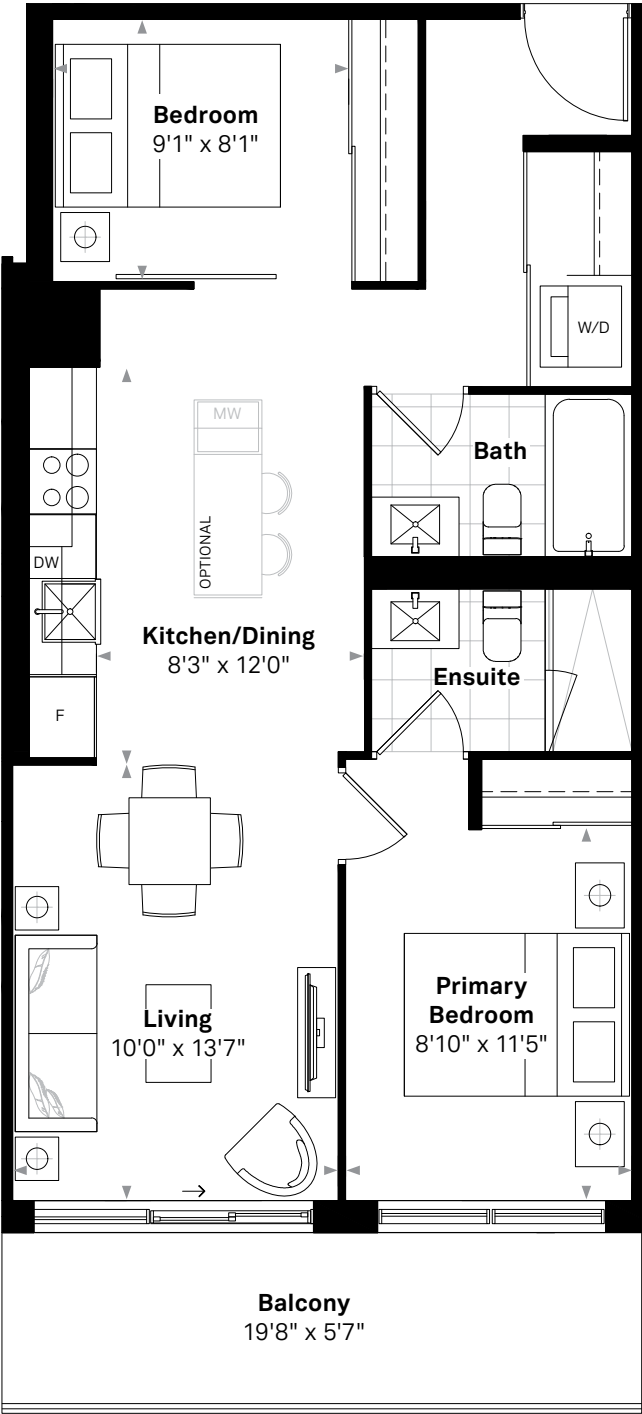 Bedroom
9'1" x 8'1"
W/D
MW
Bath
OPTIONAL
DW
Kitchen/Dining
8'3" x 12'0"
Ensuite
F
Primary
Bedroom
8'10" x 11'5"
Living
10'0" x 13'7"
Balcony
19'8" x 5'7"